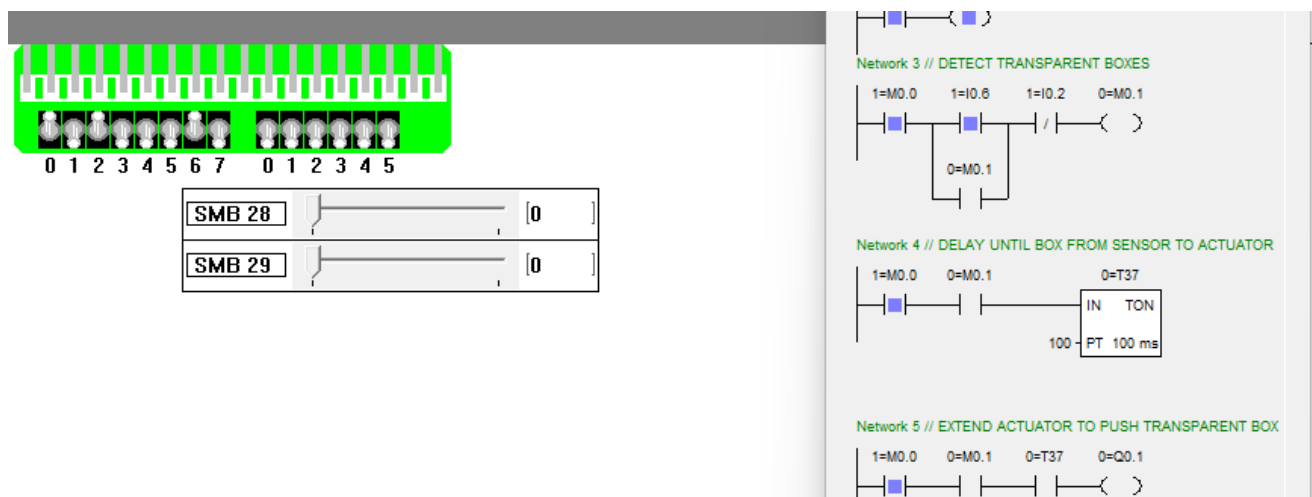 0 1 2 3 4 5 6 7 0 1 2 3 4 5
SMB 28 [0 ]
SMB 29 [0 ]
Network 3 // DETECT TRANSPARENT BOXES
1=M0.0 1=I0.6 1=I0.2 0=M0.1
/
0=M0.1
Network 4 // DELAY UNTIL BOX FROM SENSOR TO ACTUATOR
1=M0.0 0=M0.1 0=T37
IN TON
100 PT 100 ms
Network 5 // EXTEND ACTUATOR TO PUSH TRANSPARENT BOX
1=M0.0 0=M0.1 0=T37 0=Q0.1